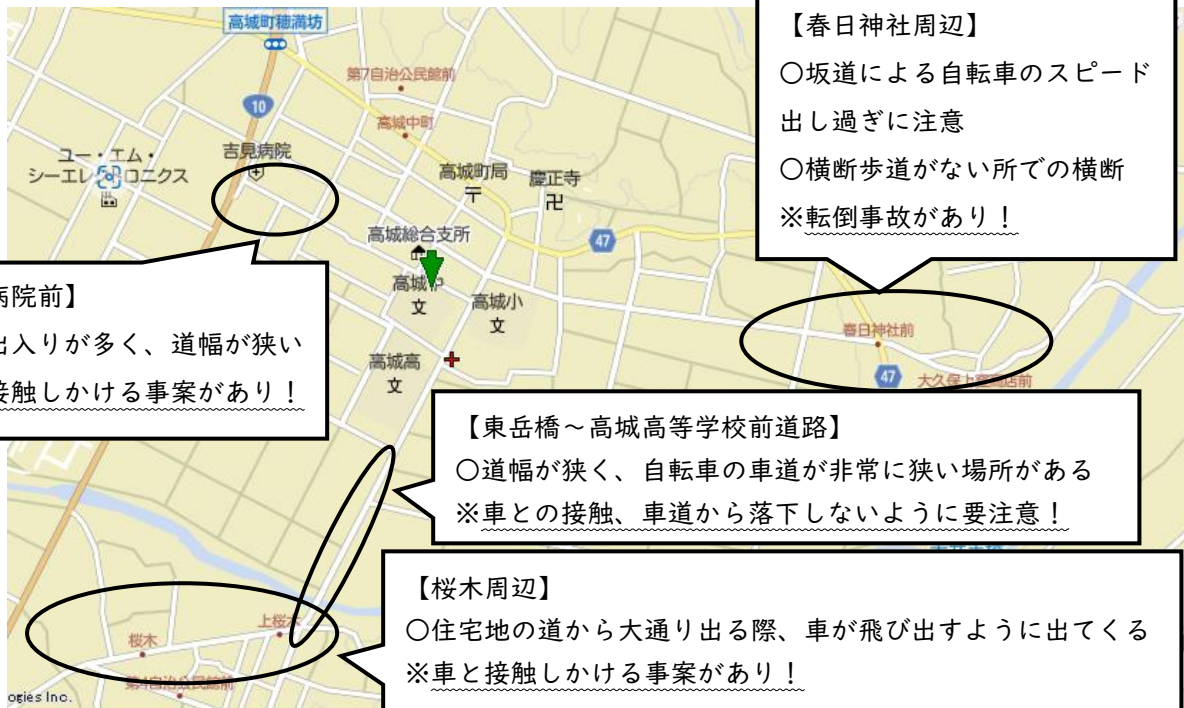 高城町穂満坊
第7自治公民館前
10
高城中町
ユー・エム・
シーエレクトロニクス
吉見病院
高城町局
慶正寺
高城総合支所
47
高城小
高城高
春日神社前
47
上桜木
桜木
ogies Inc.
【春日神社周辺】
○坂道による自転車のスピード
出し過ぎに注意
○横断歩道がない所での横断
※転倒事故があり！
病院前】
出入りが多く、道幅が狭い
接触しかける事案があり！
【東岳橋～高城高等学校前道路】
○道幅が狭く、自転車の車道が非常に狭い場所がある
※車との接触、車道から落下しないように要注意！
【桜木周辺】
○住宅地の道から大通り出る際、車が飛び出すように出てくる
※車と接触しかける事案があり！